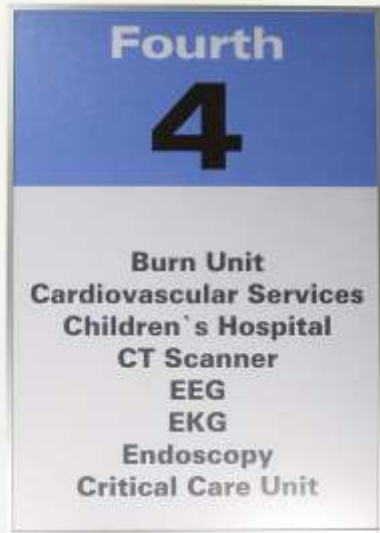 Fourth
4
Burn Unit
Cardiovascular Services
Children`s Hospital
CT Scanner
EEG
EKG
Endoscopy
Critical Care Unit